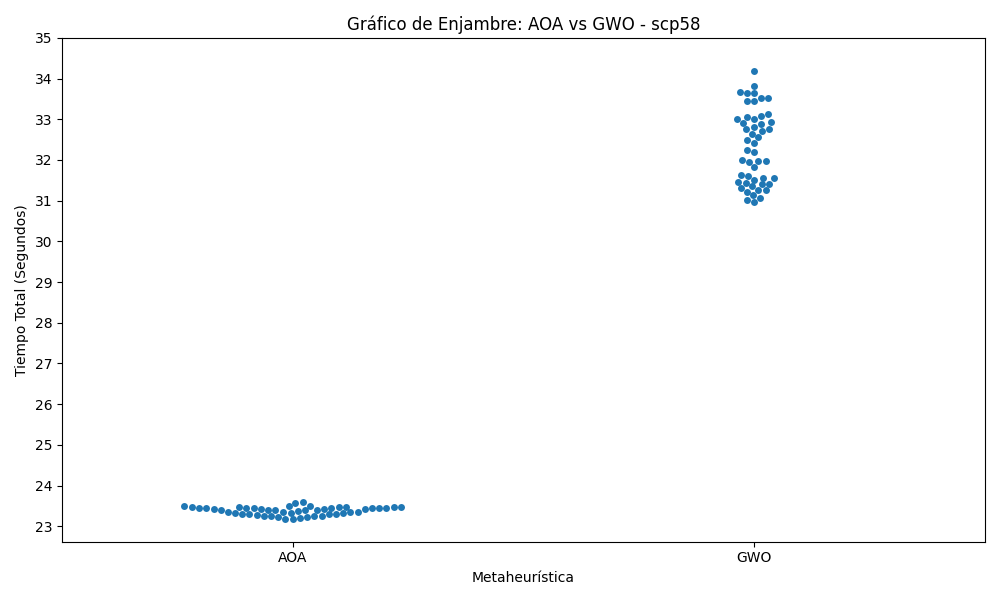 Gráfico de Enjambre: AOA vs GWO - scp58
35
34
33
32
31
30
29
28
27
26
25
24
23
Tiempo Total (Segundos)
AOA
GWO
Metaheurística